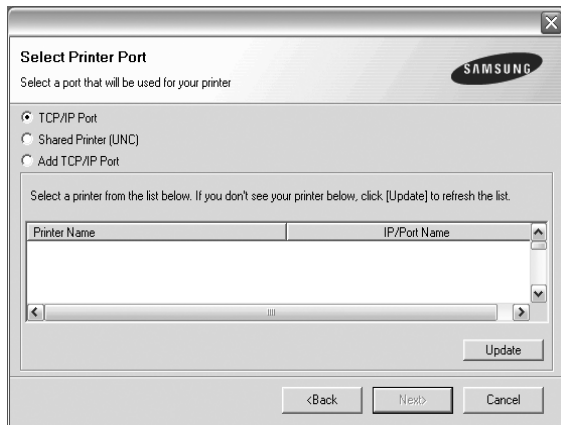 Select Printer Port
Select a port that will be used for your printer
SAMSUNG
TCP/IP Port
Shared Printer (UNC)
Add TCP/IP Port
Select a printer from the list below. If you don't see your printer below, click [Update] to refresh the list.
Printer Name IP/Port Name
Update
<Back Next> Cancel